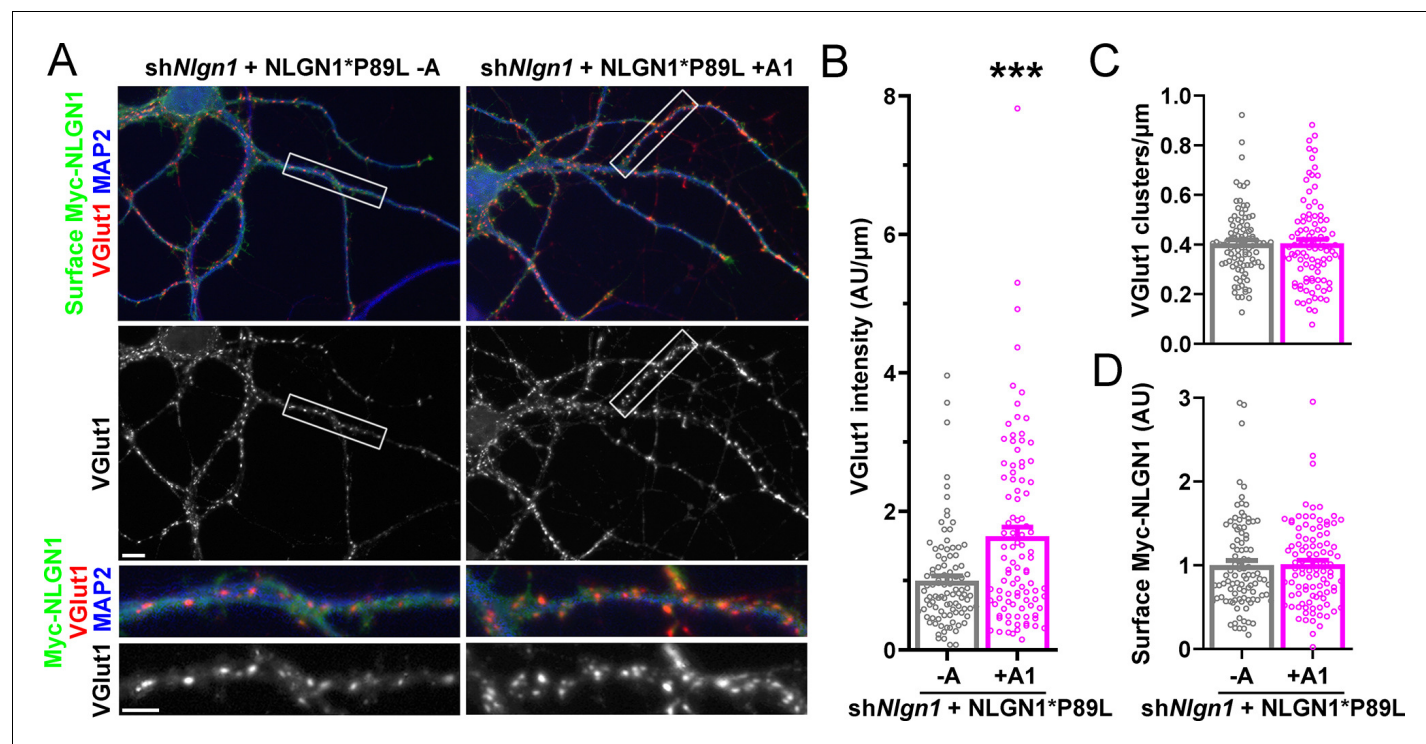 A
shNlgn1 + NLGN1*P89L -A
shNlgn1 + NLGN1*P89L +A1
Surface Myc-NLGN1
VGlut1 MAP2
VGlut1
Myc-NLGN1
VGlut1
MAP2
VGlut1
B
***
VGlut1 intensity (AU/μm)
8
6
4
2
0
-A
+A1
shNlgn1 + NLGN1*P89L
C
VGlut1 clusters/μm
1.0
0.8
0.6
0.4
0.2
0.0
D
Surface Myc-NLGN1 (AU)
3
2
1
0
-A
+A1
shNlgn1 + NLGN1*P89L